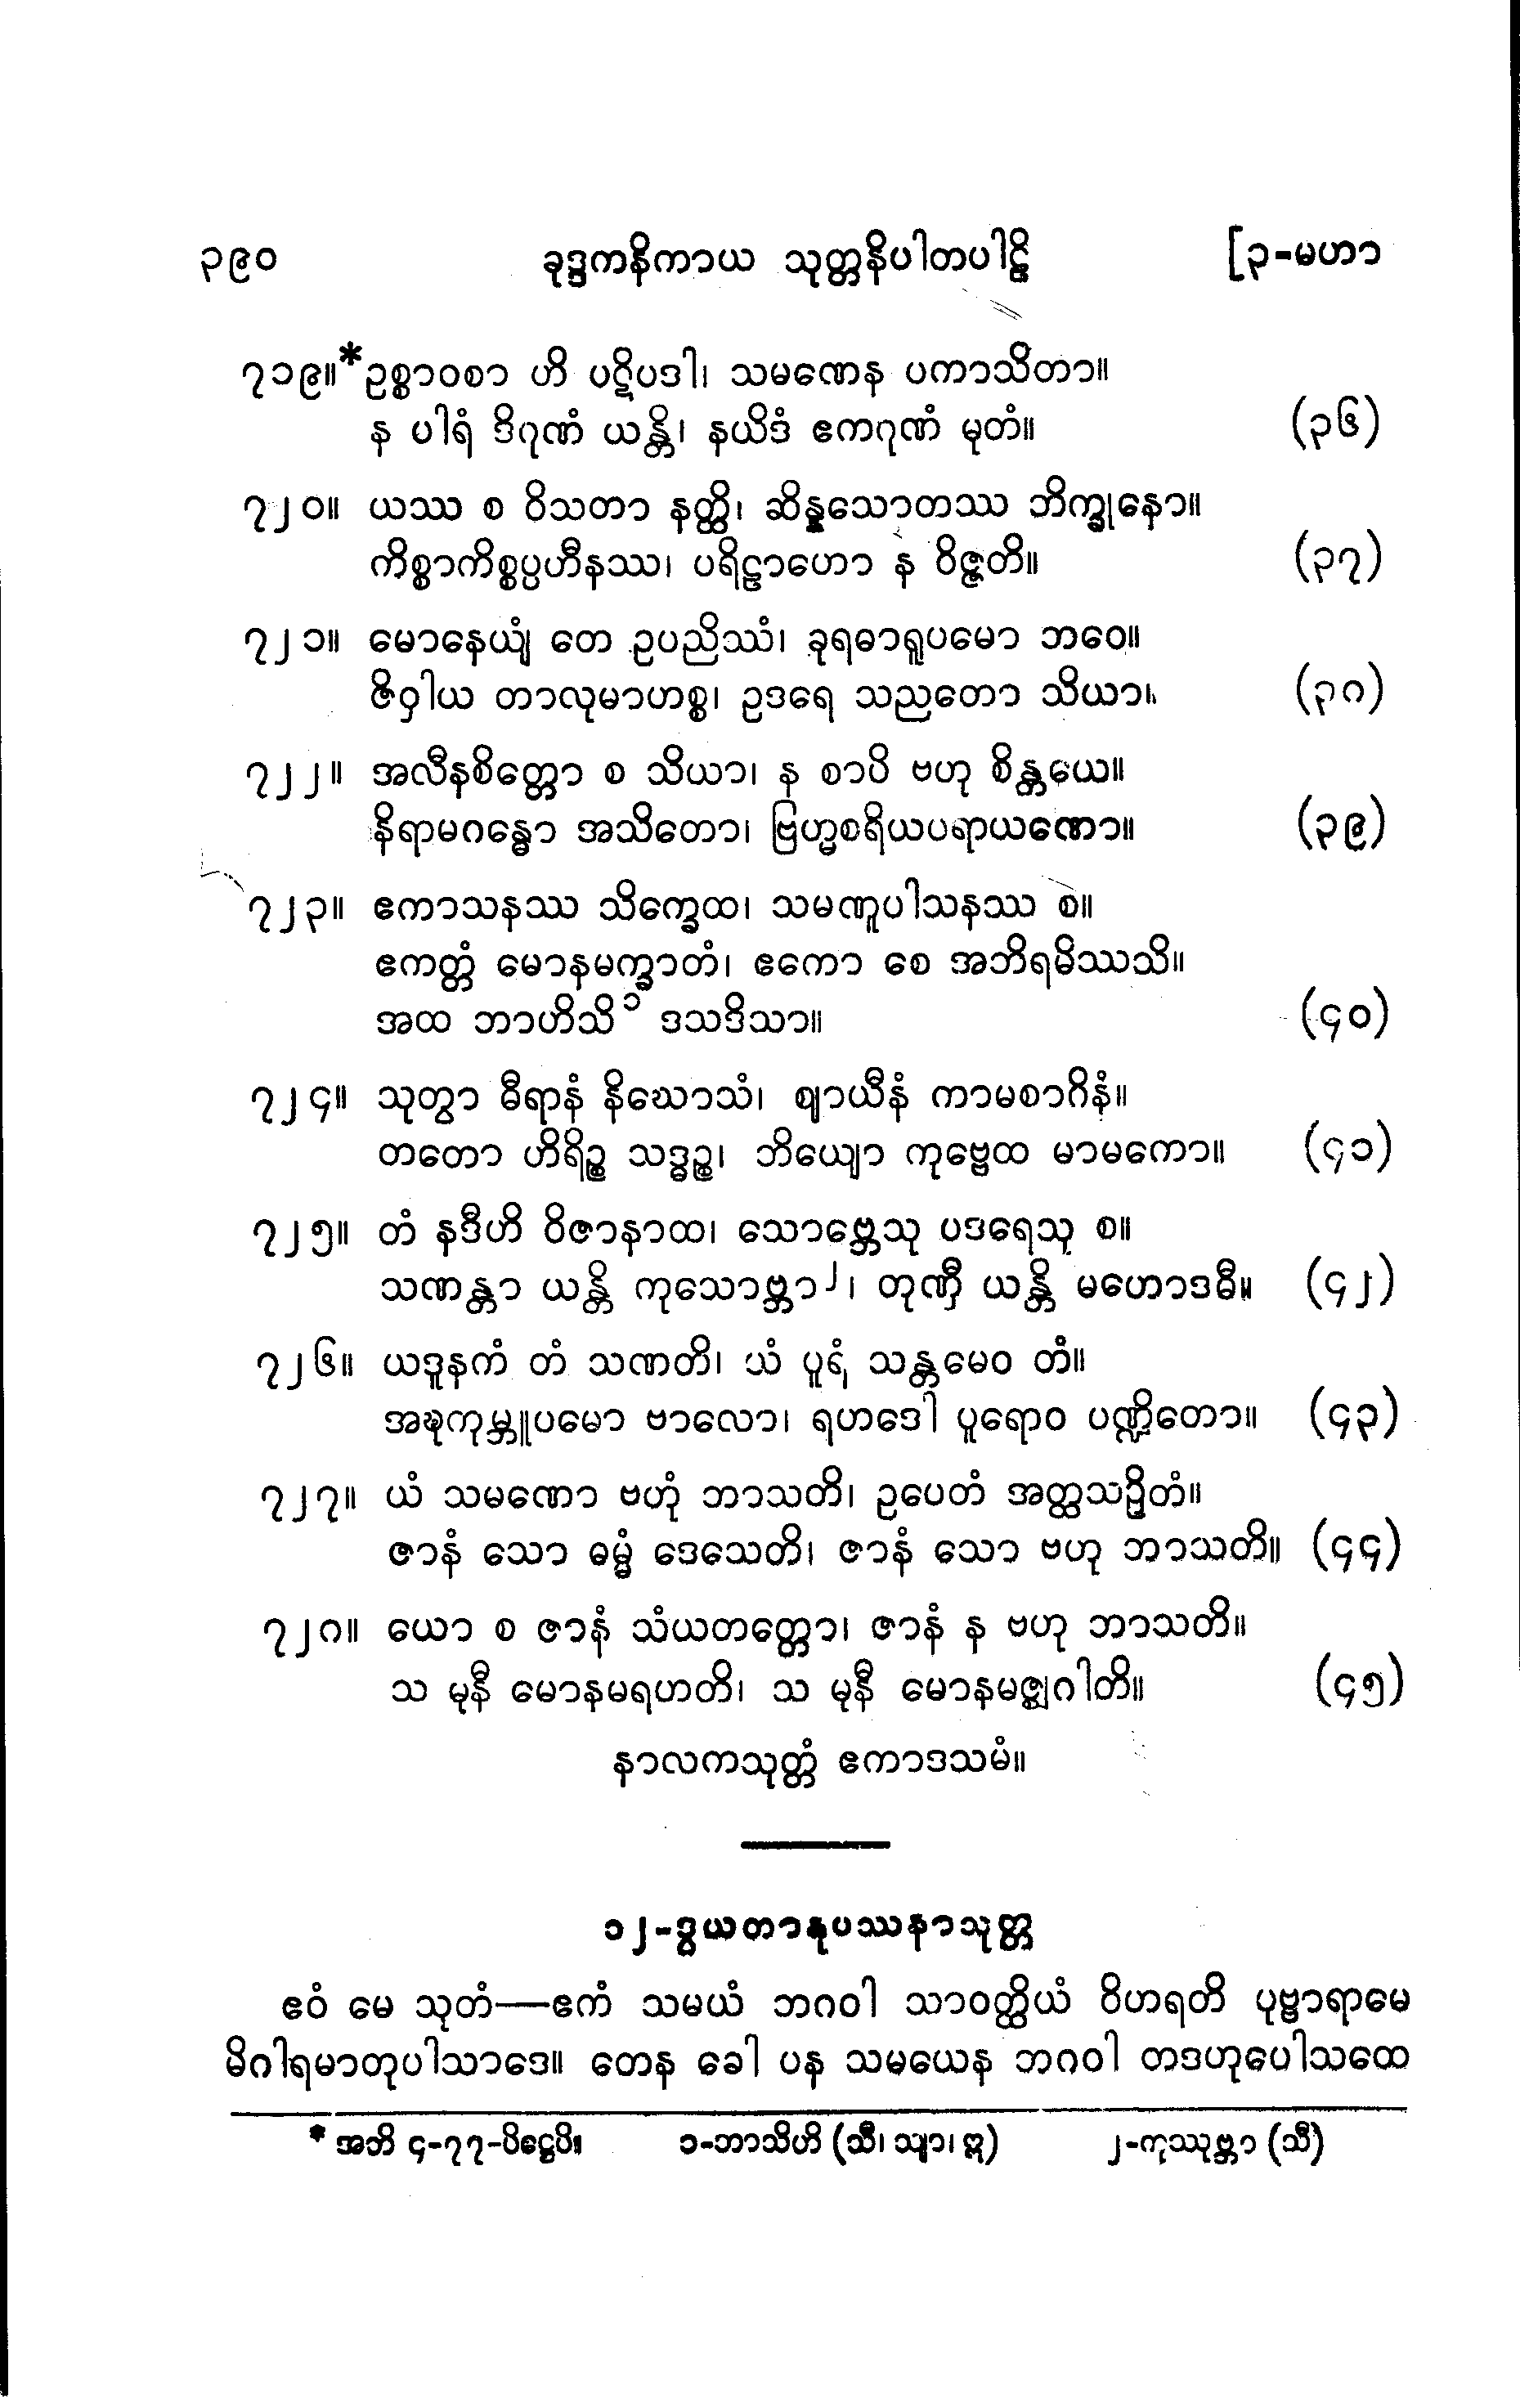 ၃၉၀ ခုဒ္ဒကနိကာယ သုတ္တနိပါတပါဠိ [၃-မဟာ
၇၁၉။*ဥစ္စာဝစာ ဟိ ပဋိပဒါ၊ သမဏေန ပကာသိတာ။
န ပါရံ ဒိဂုဏံ ယန္တိ၊ နယိဒံ ဧကဂုဏံ မုတံ။ (၃၆)
၇၂၀။ ယဿ စ ဝိသတာ နတ္ထိ၊ ဆိန္နသောတဿ ဘိက္ခုနော။
ကိစ္စာကိစ္စပ္ပဟီနဿ၊ ပရိဠာဟော န ဝိဇ္ဇတိ။ (၃၇)
၇၂၁။ မောနေယျံ တေ ဥပညိဿံ၊ ခုရဓာရူပမော ဘဝေ။
ဇိဝှါယ တာလုမာဟစ္စ၊ ဥဒရေ သညတော သိယာ။ (၃၈)
၇၂၂။ အလီနစိတ္တော စ သိယာ၊ န စာပိ ဗဟု စိန္တယေ။
နိရာမဂန္ဓော အသိတော၊ ဗြဟ္မစရိယပရာယဏော။ (၃၉)
၇၂၃။ ဧကာသနဿ သိက္ခေထ၊ သမဏူပါသနဿ စ။
ဧကတ္တံ မောနမက္ခာတံ၊ ဧကော စေ အဘိရမိဿသိ။
အထ ဘာဟိသိ၁ ဒသဒိသာ။ (၄၀)
၇၂၄။ သုတွာ ဓီရာနံ နိဃောသံ၊ ဈာယီနံ ကာမစာဂိနံ။
တတော ဟိရိဉ္စ သဒ္ဓဉ္စ၊ ဘိယျော ကုဗ္ဗေထ မာမကော။ (၄၁)
၇၂၅။ တံ နဒီဟိ ဝိဇာနာထ၊ သောဗ္ဘေသု ပဒရေသု စ။
သဏန္တာ ယန္တိ ကုသောဗ္ဘာ၂၊ တုဏှီ ယန္တိ မဟောဒဓီ။ (၄၂)
၇၂၆။ ယဒူနကံ တံ သဏတိ၊ ယံ ပူရံ သန္တမေဝ တံ။
အဍ္ဎကုမ္ဘူပမော ဗာလော၊ ရဟဒေါ ပူရောဝ ပဏ္ဍိတော။ (၄၃)
၇၂၇။ ယံ သမဏော ဗဟုံ ဘာသတိ၊ ဥပေတံ အတ္ထသဉှိတံ။
ဇာနံ သော ဓမ္မံ ဒေသေတိ၊ ဇာနံ သော ဗဟု ဘာသတိ။ (၄၄)
၇၂၈။ ယော စ ဇာနံ သံယတတ္တော၊ ဇာနံ န ဗဟု ဘာသတိ။
သ မုနီ မောနမရဟတိ၊ သ မုနီ မောနမဇ္ဈဂါတိ။ (၄၅)
နာလကသုတ္တံ ဧကာဒသမံ။
၁၂-ဒွယတာနုပဿနာသုတ္တ
ဧဝံ မေ သုတံ—ဧကံ သမယံ ဘဂဝါ သာဝတ္ထိယံ ဝိဟရတိ ပုဗ္ဗာရာမေ
မိဂါရမာတုပါသာဒေ။ တေန ခေါ ပန သမယေန ဘဂဝါ တဒဟုပေါသထေ
* အဘိ ၄-၇၇-ပိဋ္ဌေပိ။ ၁-ဘာသိဟိ (သီ၊ သျာ၊ ဣ) ၂-ကုဿုဗ္ဘာ (သီ)